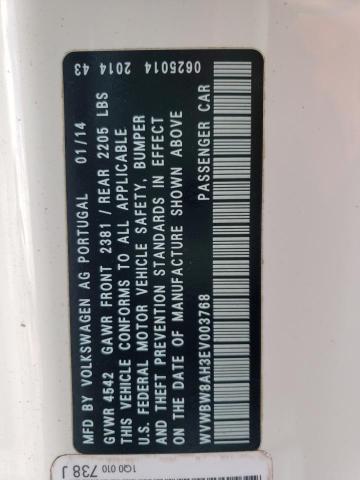 MFD BY VOLKSWAGEN AG PORTUGAL 01/14 0625014 2014 43
GVWR 4542 GAWR FRONT 2381 / REAR 2205 LBS
THIS VEHICLE CONFORMS TO ALL APPLICABLE
U.S. FEDERAL MOTOR VEHICLE SAFETY, BUMPER
AND THEFT PREVENTION STANDARDS IN EFFECT
ON THE DATE OF MANUFACTURE SHOWN ABOVE
WVWBW8AH3EV003768 PASSENGER CAR
1Q0 010 738 J